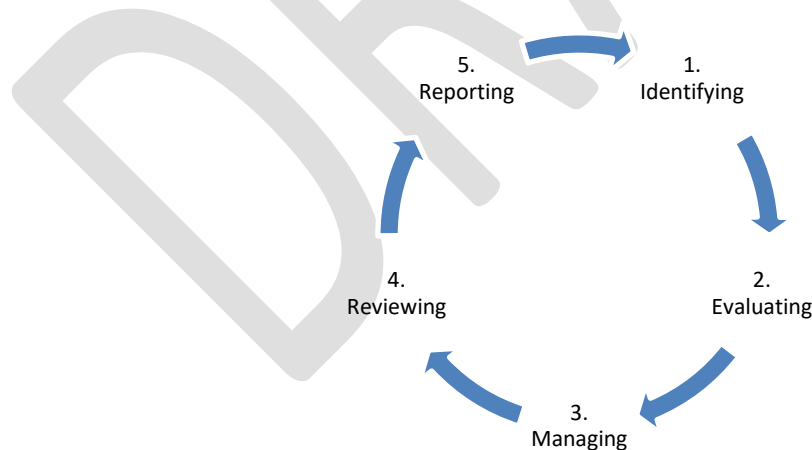 1.
Identifying
2.
Evaluating
3.
Managing
4.
Reviewing
5.
Reporting